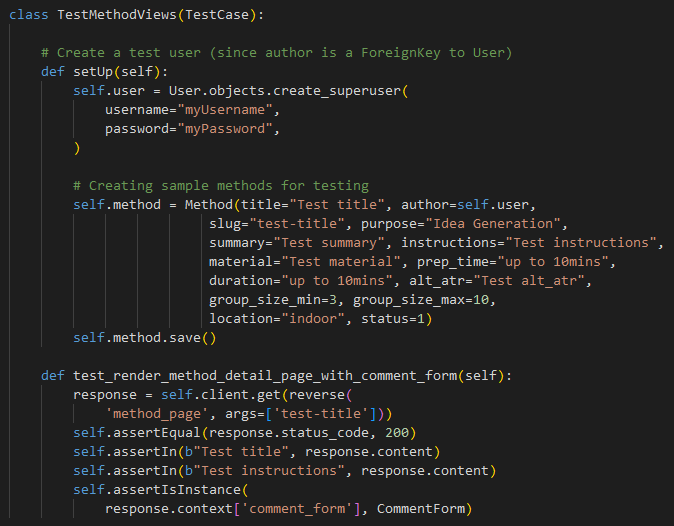 class TestMethodViews(TestCase):
# Create a test user (since author is a ForeignKey to User)
def setUp(self):
self.user = User.objects.create_superuser(
username="myUsername",
password="myPassword",
)
# Creating sample methods for testing
self.method = Method(title="Test title", author=self.user,
slug="test-title", purpose="Idea Generation",
summary="Test summary", instructions="Test instructions",
material="Test material", prep_time="up to 10mins",
duration="up to 10mins", alt_atr="Test alt_atr",
group_size_min=3, group_size_max=10,
location="indoor", status=1)
self.method.save()
def test_render_method_detail_page_with_comment_form(self):
response = self.client.get(reverse(
'method_page', args=['test-title']))
self.assertEqual(response.status_code, 200)
self.assertIn(b"Test title", response.content)
self.assertIn(b"Test instructions", response.content)
self.assertIsInstance(
response.context['comment_form'], CommentForm)